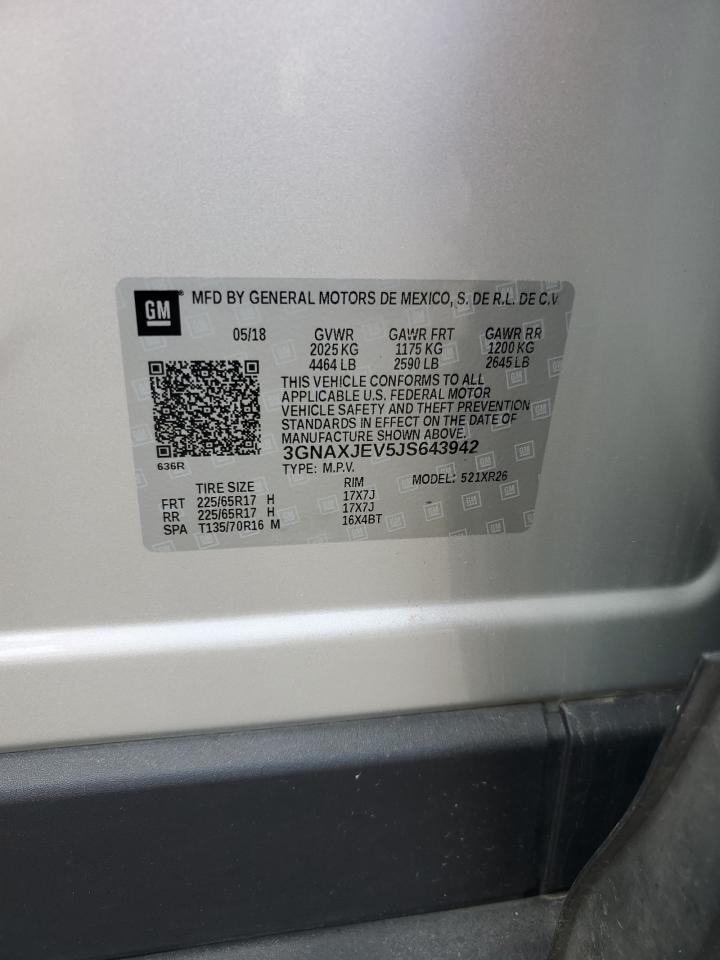 GM ® MFD BY GENERAL MOTORS DE MEXICO, S. DE R.L. DE C.V.
05/18 GVWR GAWR FRT GAWR RR
2025 KG 1175 KG 1200 KG
4464 LB 2590 LB 2645 LB
THIS VEHICLE CONFORMS TO ALL
APPLICABLE U.S. FEDERAL MOTOR
VEHICLE SAFETY AND THEFT PREVENTION
STANDARDS IN EFFECT ON THE DATE OF
MANUFACTURE SHOWN ABOVE.
3GNAXJEV5JS643942
636R
TYPE: M.P.V. MODEL: 521XR26
TIRE SIZE RIM
FRT 225/65R17 H 17X7J
RR 225/65R17 H 17X7J
SPA T135/70R16 M 16X4BT